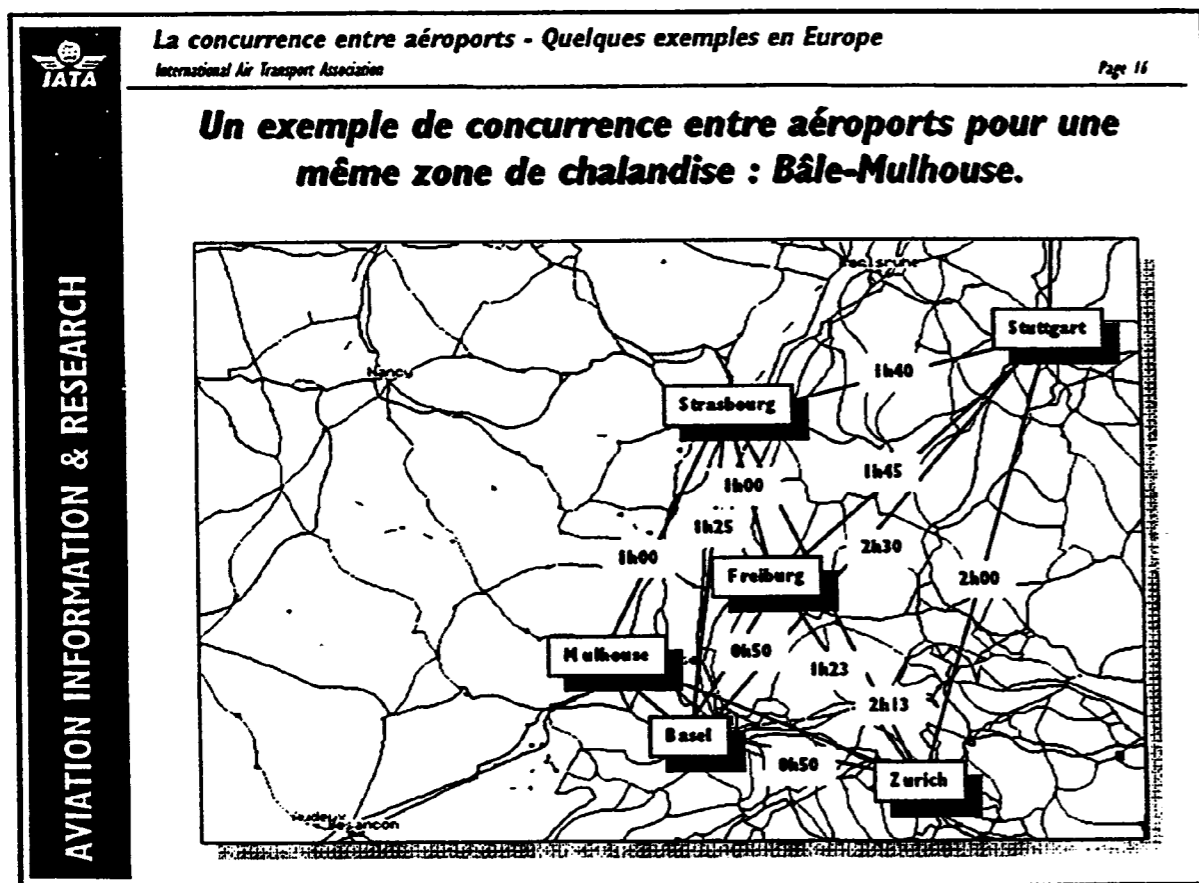 IATA
La concurrence entre aéroports - Quelques exemples en Europe
International Air Transport Association
Page 16
AVIATION INFORMATION & RESEARCH
Un exemple de concurrence entre aéroports pour une
même zone de chalandise : Bâle-Mulhouse.
Stuttgart
1h40
Nancy
Strasbourg
1h45
1h00
1h25
2h30
1h00
Freiburg
2h00
Mulhouse
0h50
1h23
2h13
Basel
0h50
Zurich
Besancon